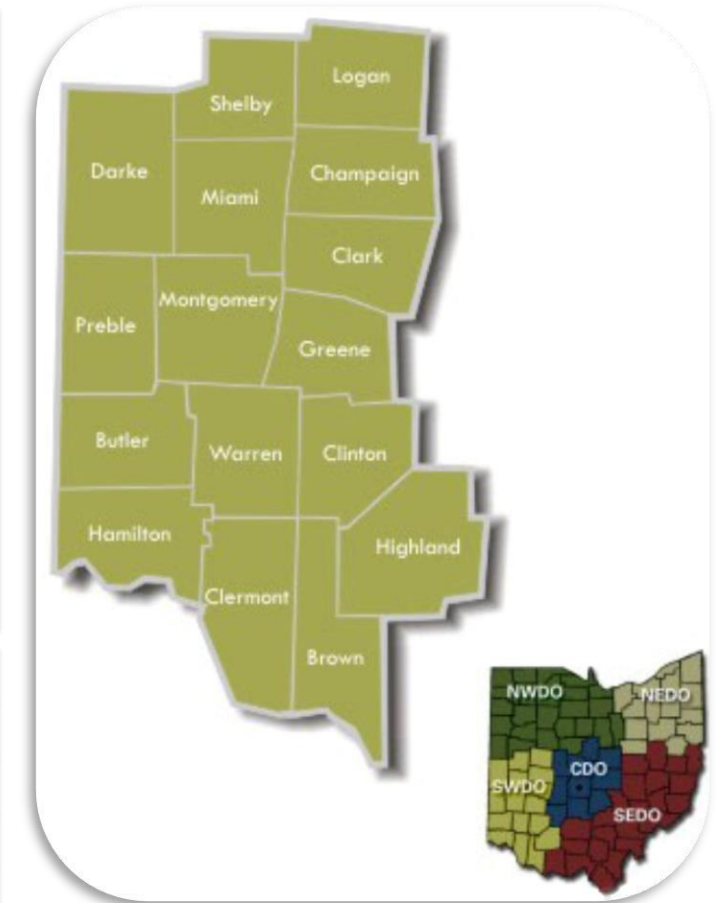 Logan
Shelby
Darke
Champaign
Miami
Clark
Montgomery
Preble
Greene
Butler
Warren
Clinton
Hamilton
Highland
Clermont
Brown
NWDO
NEDO
CDO
SWDO
SEDO